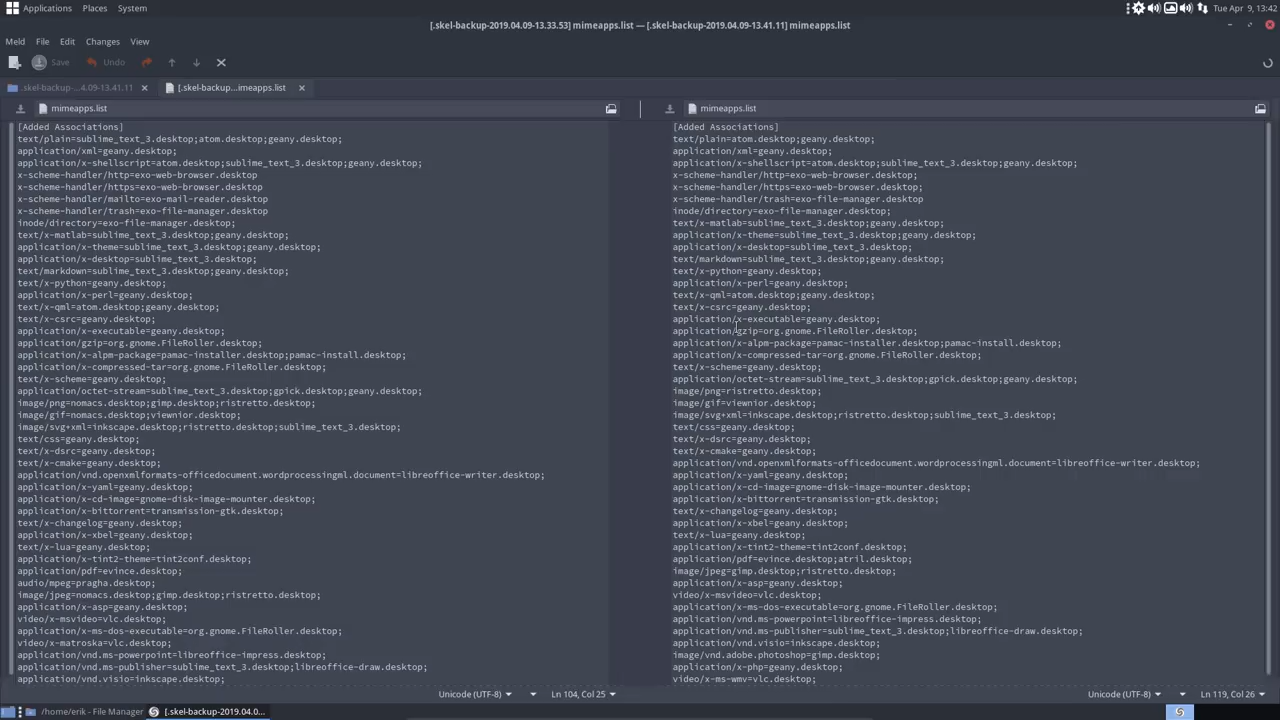 Applications Places System Tue Apr 9, 13:42
[.skel-backup-2019.04.09-13.33.53] mimeapps.list — [.skel-backup-2019.04.09-13.41.11] mimeapps.list
Meld File Edit Changes View
Save Undo
.skel-backup-...4.09-13.41.11 [.skel-backup...imeapps.list
mimeapps.list
[Added Associations]
text/plain=sublime_text_3.desktop;atom.desktop;geany.desktop;
application/xml=geany.desktop;
application/x-shellscript=atom.desktop;sublime_text_3.desktop;geany.desktop;
x-scheme-handler/http=exo-web-browser.desktop
x-scheme-handler/https=exo-web-browser.desktop
x-scheme-handler/mailto=exo-mail-reader.desktop
x-scheme-handler/trash=exo-file-manager.desktop
inode/directory=exo-file-manager.desktop;
text/x-matlab=sublime_text_3.desktop;geany.desktop;
application/x-theme=sublime_text_3.desktop;geany.desktop;
application/x-desktop=sublime_text_3.desktop;
text/markdown=sublime_text_3.desktop;geany.desktop;
text/x-python=geany.desktop;
application/x-perl=geany.desktop;
text/x-qml=atom.desktop;geany.desktop;
text/x-csrc=geany.desktop;
application/x-executable=geany.desktop;
application/gzip=org.gnome.FileRoller.desktop;
application/x-alpm-package=pamac-installer.desktop;pamac-install.desktop;
application/x-compressed-tar=org.gnome.FileRoller.desktop;
text/x-scheme=geany.desktop;
application/octet-stream=sublime_text_3.desktop;gpick.desktop;geany.desktop;
image/png=nomacs.desktop;gimp.desktop;ristretto.desktop;
image/gif=nomacs.desktop;viewnior.desktop;
image/svg+xml=inkscape.desktop;ristretto.desktop;sublime_text_3.desktop;
text/css=geany.desktop;
text/x-dsrc=geany.desktop;
text/x-cmake=geany.desktop;
application/vnd.openxmlformats-officedocument.wordprocessingml.document=libreoffice-writer.desktop;
application/x-yaml=geany.desktop;
application/x-cd-image=gnome-disk-image-mounter.desktop;
application/x-bittorrent=transmission-gtk.desktop;
text/x-changelog=geany.desktop;
application/x-xbel=geany.desktop;
text/x-lua=geany.desktop;
application/x-tint2-theme=tint2conf.desktop;
application/pdf=evince.desktop;
audio/mpeg=pragha.desktop;
image/jpeg=nomacs.desktop;gimp.desktop;ristretto.desktop;
application/x-asp=geany.desktop;
video/x-msvideo=vlc.desktop;
application/x-ms-dos-executable=org.gnome.FileRoller.desktop;
video/x-matroska=vlc.desktop;
application/vnd.ms-powerpoint=libreoffice-impress.desktop;
application/vnd.ms-publisher=sublime_text_3.desktop;libreoffice-draw.desktop;
application/vnd.visio=inkscape.desktop;
Unicode (UTF-8) Ln 104, Col 25
mimeapps.list
[Added Associations]
text/plain=atom.desktop;geany.desktop;
application/xml=geany.desktop;
application/x-shellscript=atom.desktop;sublime_text_3.desktop;geany.desktop;
x-scheme-handler/http=exo-web-browser.desktop;
x-scheme-handler/https=exo-web-browser.desktop;
x-scheme-handler/trash=exo-file-manager.desktop
inode/directory=exo-file-manager.desktop;
text/x-matlab=geany.desktop;
application/x-theme=sublime_text_3.desktop;geany.desktop;
application/x-desktop=sublime_text_3.desktop;
text/markdown=sublime_text_3.desktop;geany.desktop;
text/x-python=geany.desktop;
application/x-perl=geany.desktop;
text/x-qml=atom.desktop;geany.desktop;
text/x-csrc=geany.desktop;
application/x-executable=geany.desktop;
application/gzip=org.gnome.FileRoller.desktop;
application/x-alpm-package=pamac-installer.desktop;pamac-install.desktop;
application/x-compressed-tar=org.gnome.FileRoller.desktop;
text/x-scheme=geany.desktop;
application/octet-stream=sublime_text_3.desktop;gpick.desktop;geany.desktop;
image/png=ristretto.desktop;
image/gif=viewnior.desktop;
image/svg+xml=inkscape.desktop;ristretto.desktop;sublime_text_3.desktop;
text/css=geany.desktop;
text/x-dsrc=geany.desktop;
text/x-cmake=geany.desktop;
application/vnd.openxmlformats-officedocument.wordprocessingml.document=libreoffice-writer.desktop;
application/x-yaml=geany.desktop;
application/x-cd-image=gnome-disk-image-mounter.desktop;
application/x-bittorrent=transmission-gtk.desktop;
text/x-changelog=geany.desktop;
application/x-xbel=geany.desktop;
text/x-lua=geany.desktop;
application/x-tint2-theme=tint2conf.desktop;
application/pdf=evince.desktop;atril.desktop;
image/jpeg=gimp.desktop;ristretto.desktop;
application/x-asp=geany.desktop;
video/x-msvideo=vlc.desktop;
application/x-ms-dos-executable=org.gnome.FileRoller.desktop;
application/vnd.ms-powerpoint=libreoffice-impress.desktop;
application/vnd.ms-publisher=sublime_text_3.desktop;libreoffice-draw.desktop;
application/vnd.visio=inkscape.desktop;
image/vnd.adobe.photoshop=gimp.desktop;
application/x-php=geany.desktop;
video/x-ms-wmv=vlc.desktop;
Unicode (UTF-8) Ln 119, Col 26
/home/erik - File Manager [.skel-backup-2019.04.0...